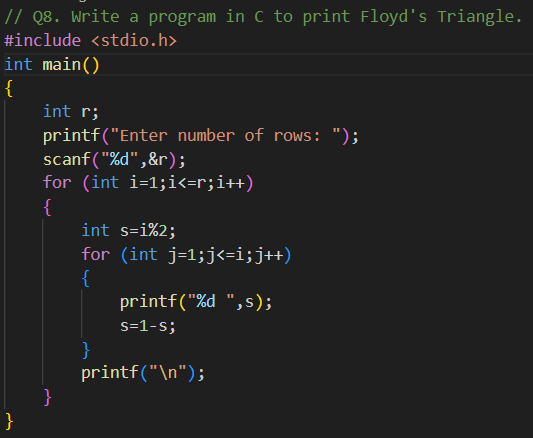 // Q8. Write a program in C to print Floyd's Triangle.
#include <stdio.h>
int main()
{
    int r;
    printf("Enter number of rows: ");
    scanf("%d",&r);
    for (int i=1;i<=r;i++)
    {
        int s=i%2;
        for (int j=1;j<=i;j++)
        {
            printf("%d ",s);
            s=1-s;
        }
        printf("\n");
    }
}